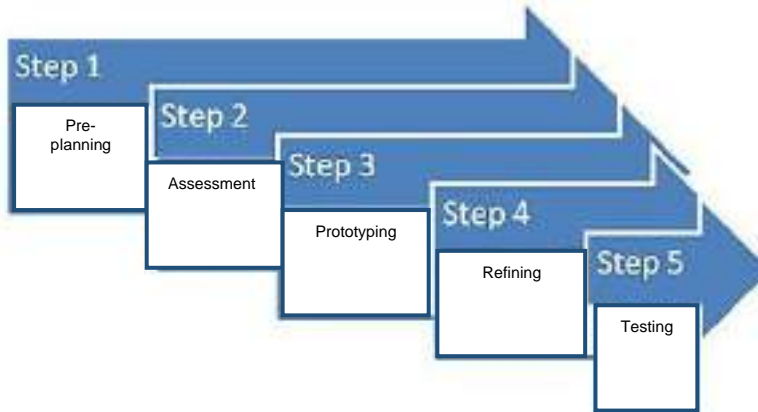 Step 1
Pre-
planning
Step 2
Assessment
Step 3
Prototyping
Step 4
Refining
Step 5
Testing